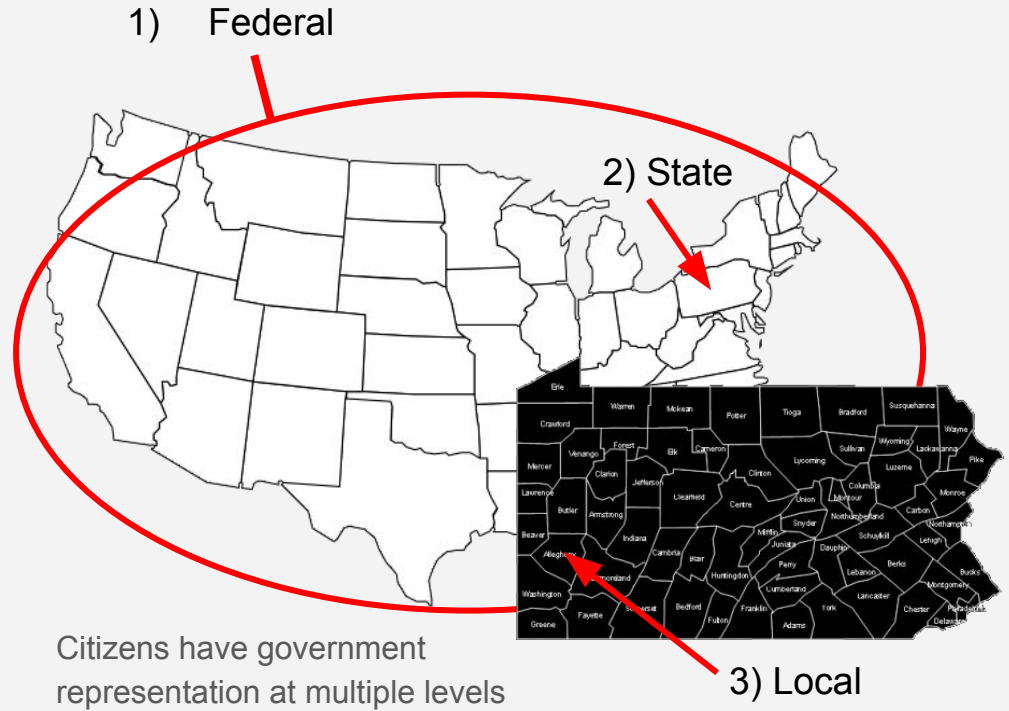 1) Federal
2) State
Erie
Crawford
Warren
Mckean
Potter
Tioga
Bradford
Susquehanna
Wayne
Pike
Mercer
Venango
Forest
Elk
Cameron
Sullivan
Wyoming
Lackawanna
Clarion
Jefferson
Clinton
Lycoming
Luzerne
Lawrence
Butler
Armstrong
Clearfield
Centre
Union
Columbia
Montour
Northumberland
Carbon
Monroe
Northampton
Beaver
Allegheny
Indiana
Cambria
Blair
Mifflin
Snyder
Juniata
Perry
Dauphin
Schuylkill
Lehigh
Lebanon
Berks
Bucks
Montgomery
Washington
Huntingdon
Cumberland
Lancaster
Greene
Fayette
Bedford
Fulton
Franklin
Adams
York
Chester
Delaware
3) Local
Citizens have government
representation at multiple levels